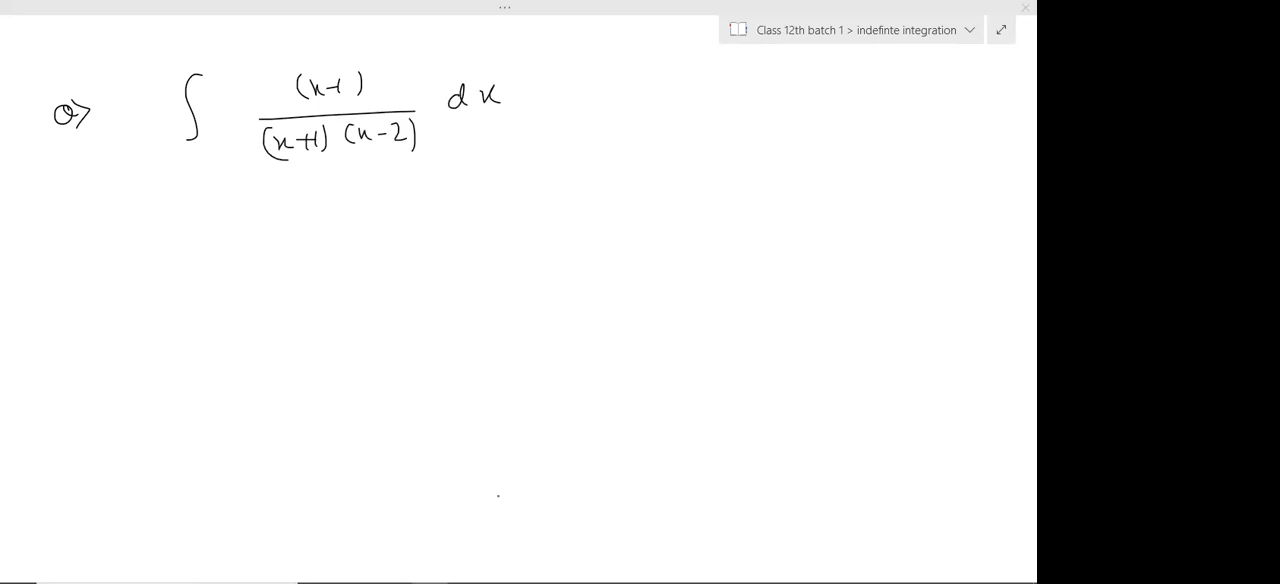 Class 12th batch 1 > indefinte integration
Q> ∫ (x-1) / (x+1) (x-2) dx